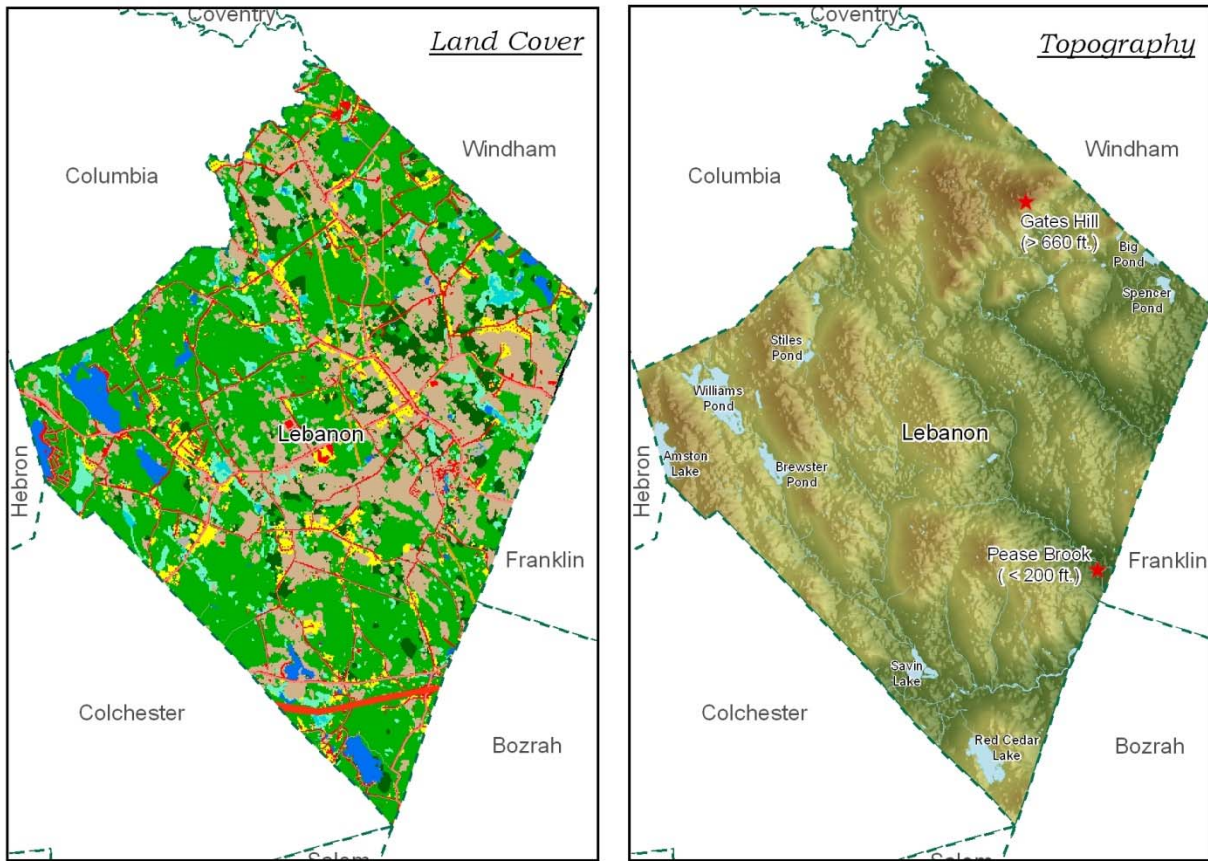 Coventry
Land Cover
Windham
Columbia
Lebanon
Hebron
Franklin
Colchester
Bozrah
Salem
Coventry
Topography
Windham
Columbia
Gates Hill
(> 660 ft.)
Big
Pond
Spencer
Pond
Stiles
Pond
Williams
Pond
Lebanon
Amston
Lake
Brewster
Pond
Hebron
Pease Brook
( < 200 ft.)
Franklin
Savin
Lake
Colchester
Red Cedar
Lake
Bozrah
Salem